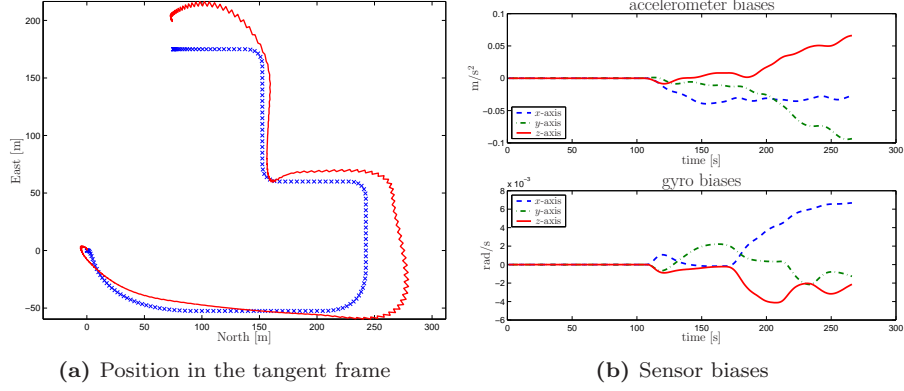 200
150
100
50
0
−50
East [m]
0 50 100 150 200 250 300
North [m]
(a) Position in the tangent frame
accelerometer biases
0.1
0.05
0
−0.05
−0.1
m/s²
x-axis
y-axis
z-axis
0 50 100 150 200 250 300
time [s]
gyro biases
x 10⁻³
8
6
4
2
0
−2
−4
−6
rad/s
x-axis
y-axis
z-axis
0 50 100 150 200 250 300
time [s]
(b) Sensor biases